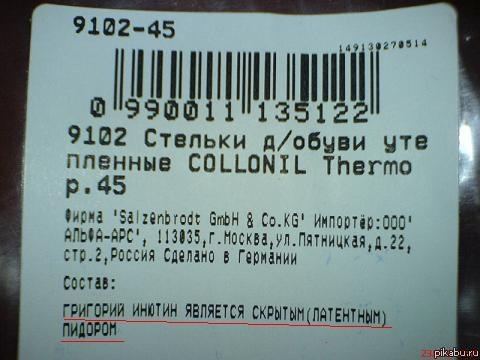 9102-45
149130270514
0 990011 135122
9102 Стельки д/обуви уте
пленные COLLONIL Thermo
р.45
Фирма 'Salzenbrodt GmbH & Co.KG' Импортёр:ООО'
АЛЬФА-АРС', 113035,г.Москва,ул.Пятницкая,д.22,
стр.2,Россия Сделано в Германии
Состав:
ГРИГОРИЙ ИНЮТИН ЯВЛЯЕТСЯ СКРЫТЫМ(ЛАТЕНТНЫМ)
ПИДОРОМ
zaepikabu.ru